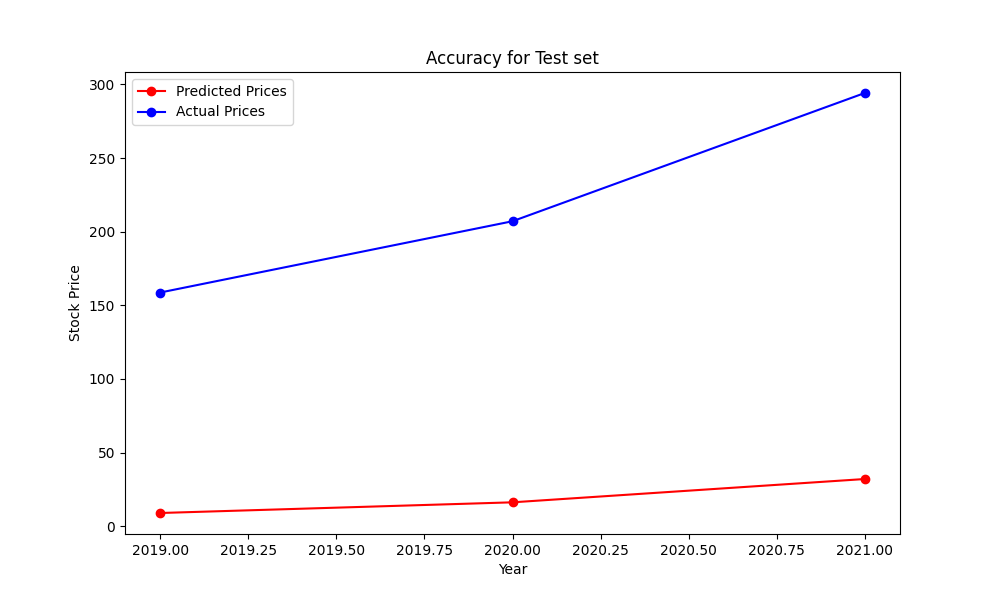 Accuracy for Test set
Predicted Prices
Actual Prices
300
250
200
150
100
50
0
Stock Price
2019.00 2019.25 2019.50 2019.75 2020.00 2020.25 2020.50 2020.75 2021.00
Year